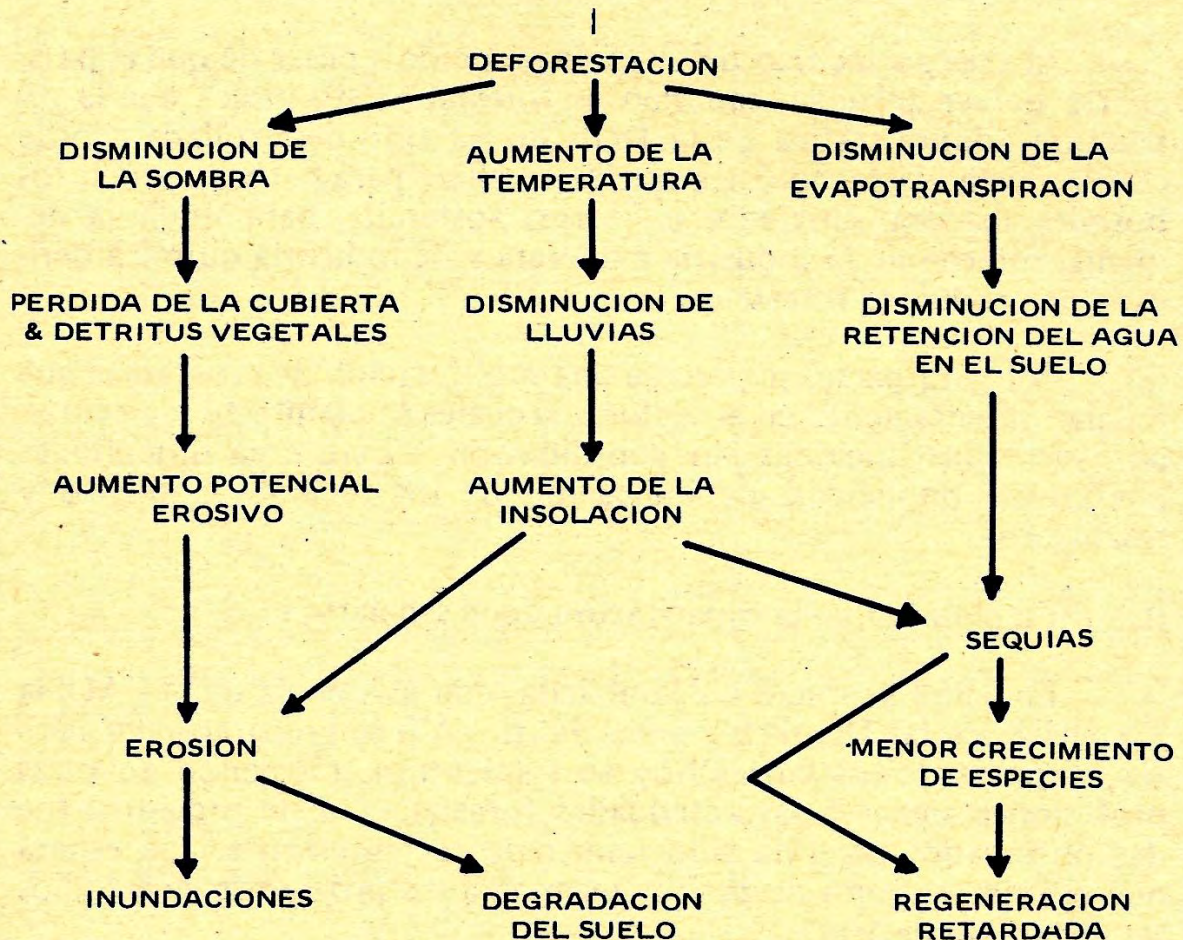 DEFORESTACION
DISMINUCION DE
LA SOMBRA
AUMENTO DE LA
TEMPERATURA
DISMINUCION DE LA
EVAPOTRANSPIRACION
PERDIDA DE LA CUBIERTA
& DETRITUS VEGETALES
DISMINUCION DE
LLUVIAS
DISMINUCION DE LA
RETENCION DEL AGUA
EN EL SUELO
AUMENTO POTENCIAL
EROSIVO
AUMENTO DE LA
INSOLACION
SEQUIAS
EROSION
MENOR CRECIMIENTO
DE ESPECIES
INUNDACIONES
DEGRADACION
DEL SUELO
REGENERACION
RETARDADA